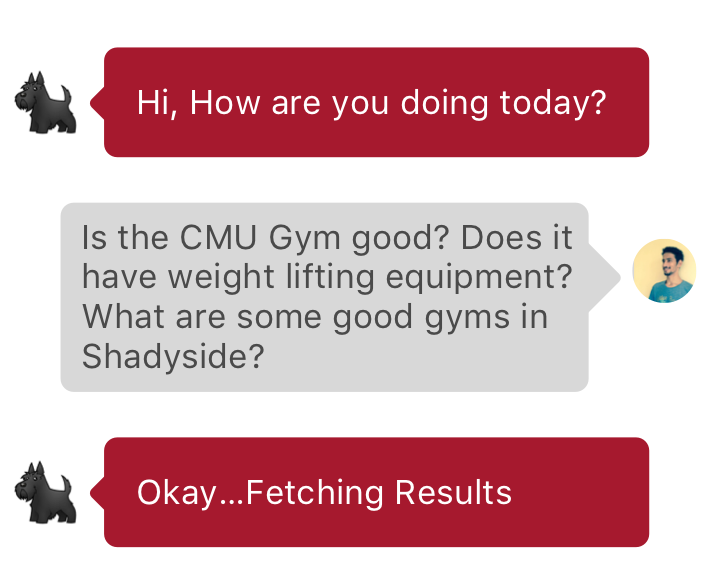 Hi, How are you doing today?
Is the CMU Gym good? Does it
have weight lifting equipment?
What are some good gyms in
Shadyside?
Okay...Fetching Results